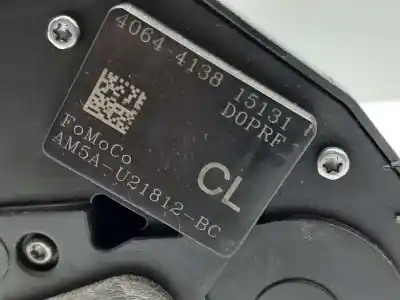 4064-4138 15131
D0PRF
FoMoCo
AM5A-U21812-BC
CL